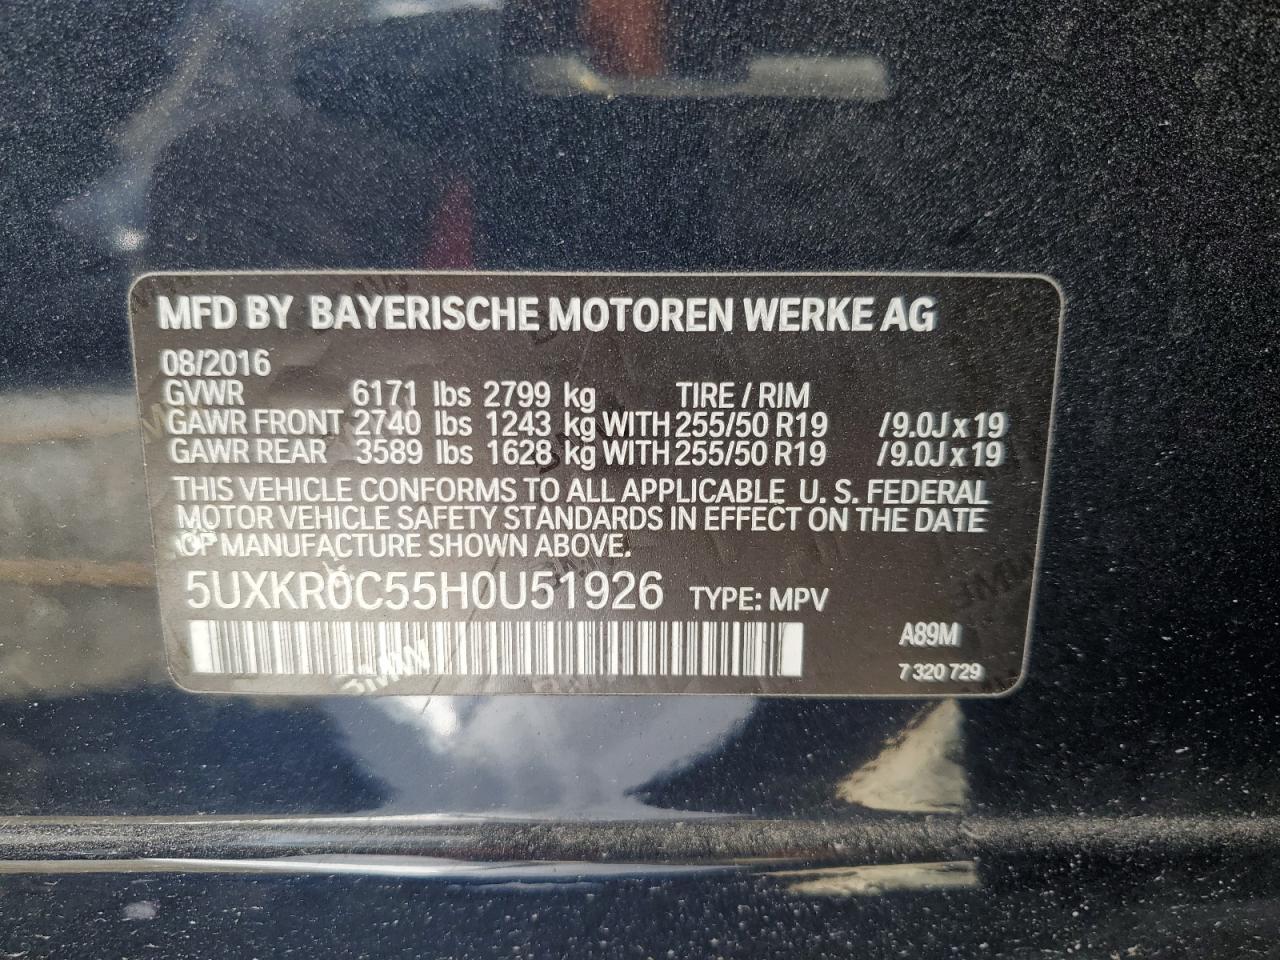 MFD BY BAYERISCHE MOTOREN WERKE AG
08/2016
GVWR 6171 lbs 2799 kg TIRE / RIM
GAWR FRONT 2740 lbs 1243 kg WITH 255/50 R19 /9.0J x 19
GAWR REAR 3589 lbs 1628 kg WITH 255/50 R19 /9.0J x 19
THIS VEHICLE CONFORMS TO ALL APPLICABLE U. S. FEDERAL
MOTOR VEHICLE SAFETY STANDARDS IN EFFECT ON THE DATE
OF MANUFACTURE SHOWN ABOVE.
5UXKR0C55H0U51926 TYPE: MPV
A89M
7 320 729